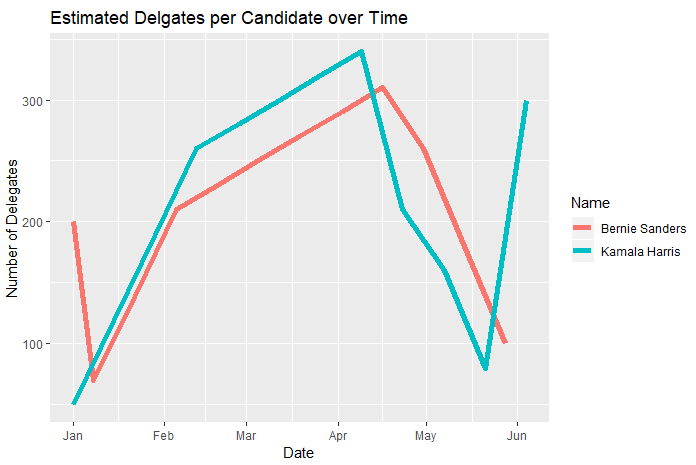 Estimated Delgates per Candidate over Time
Number of Delegates
300
200
100
Jan Feb Mar Apr May Jun
Date
Name
Bernie Sanders
Kamala Harris